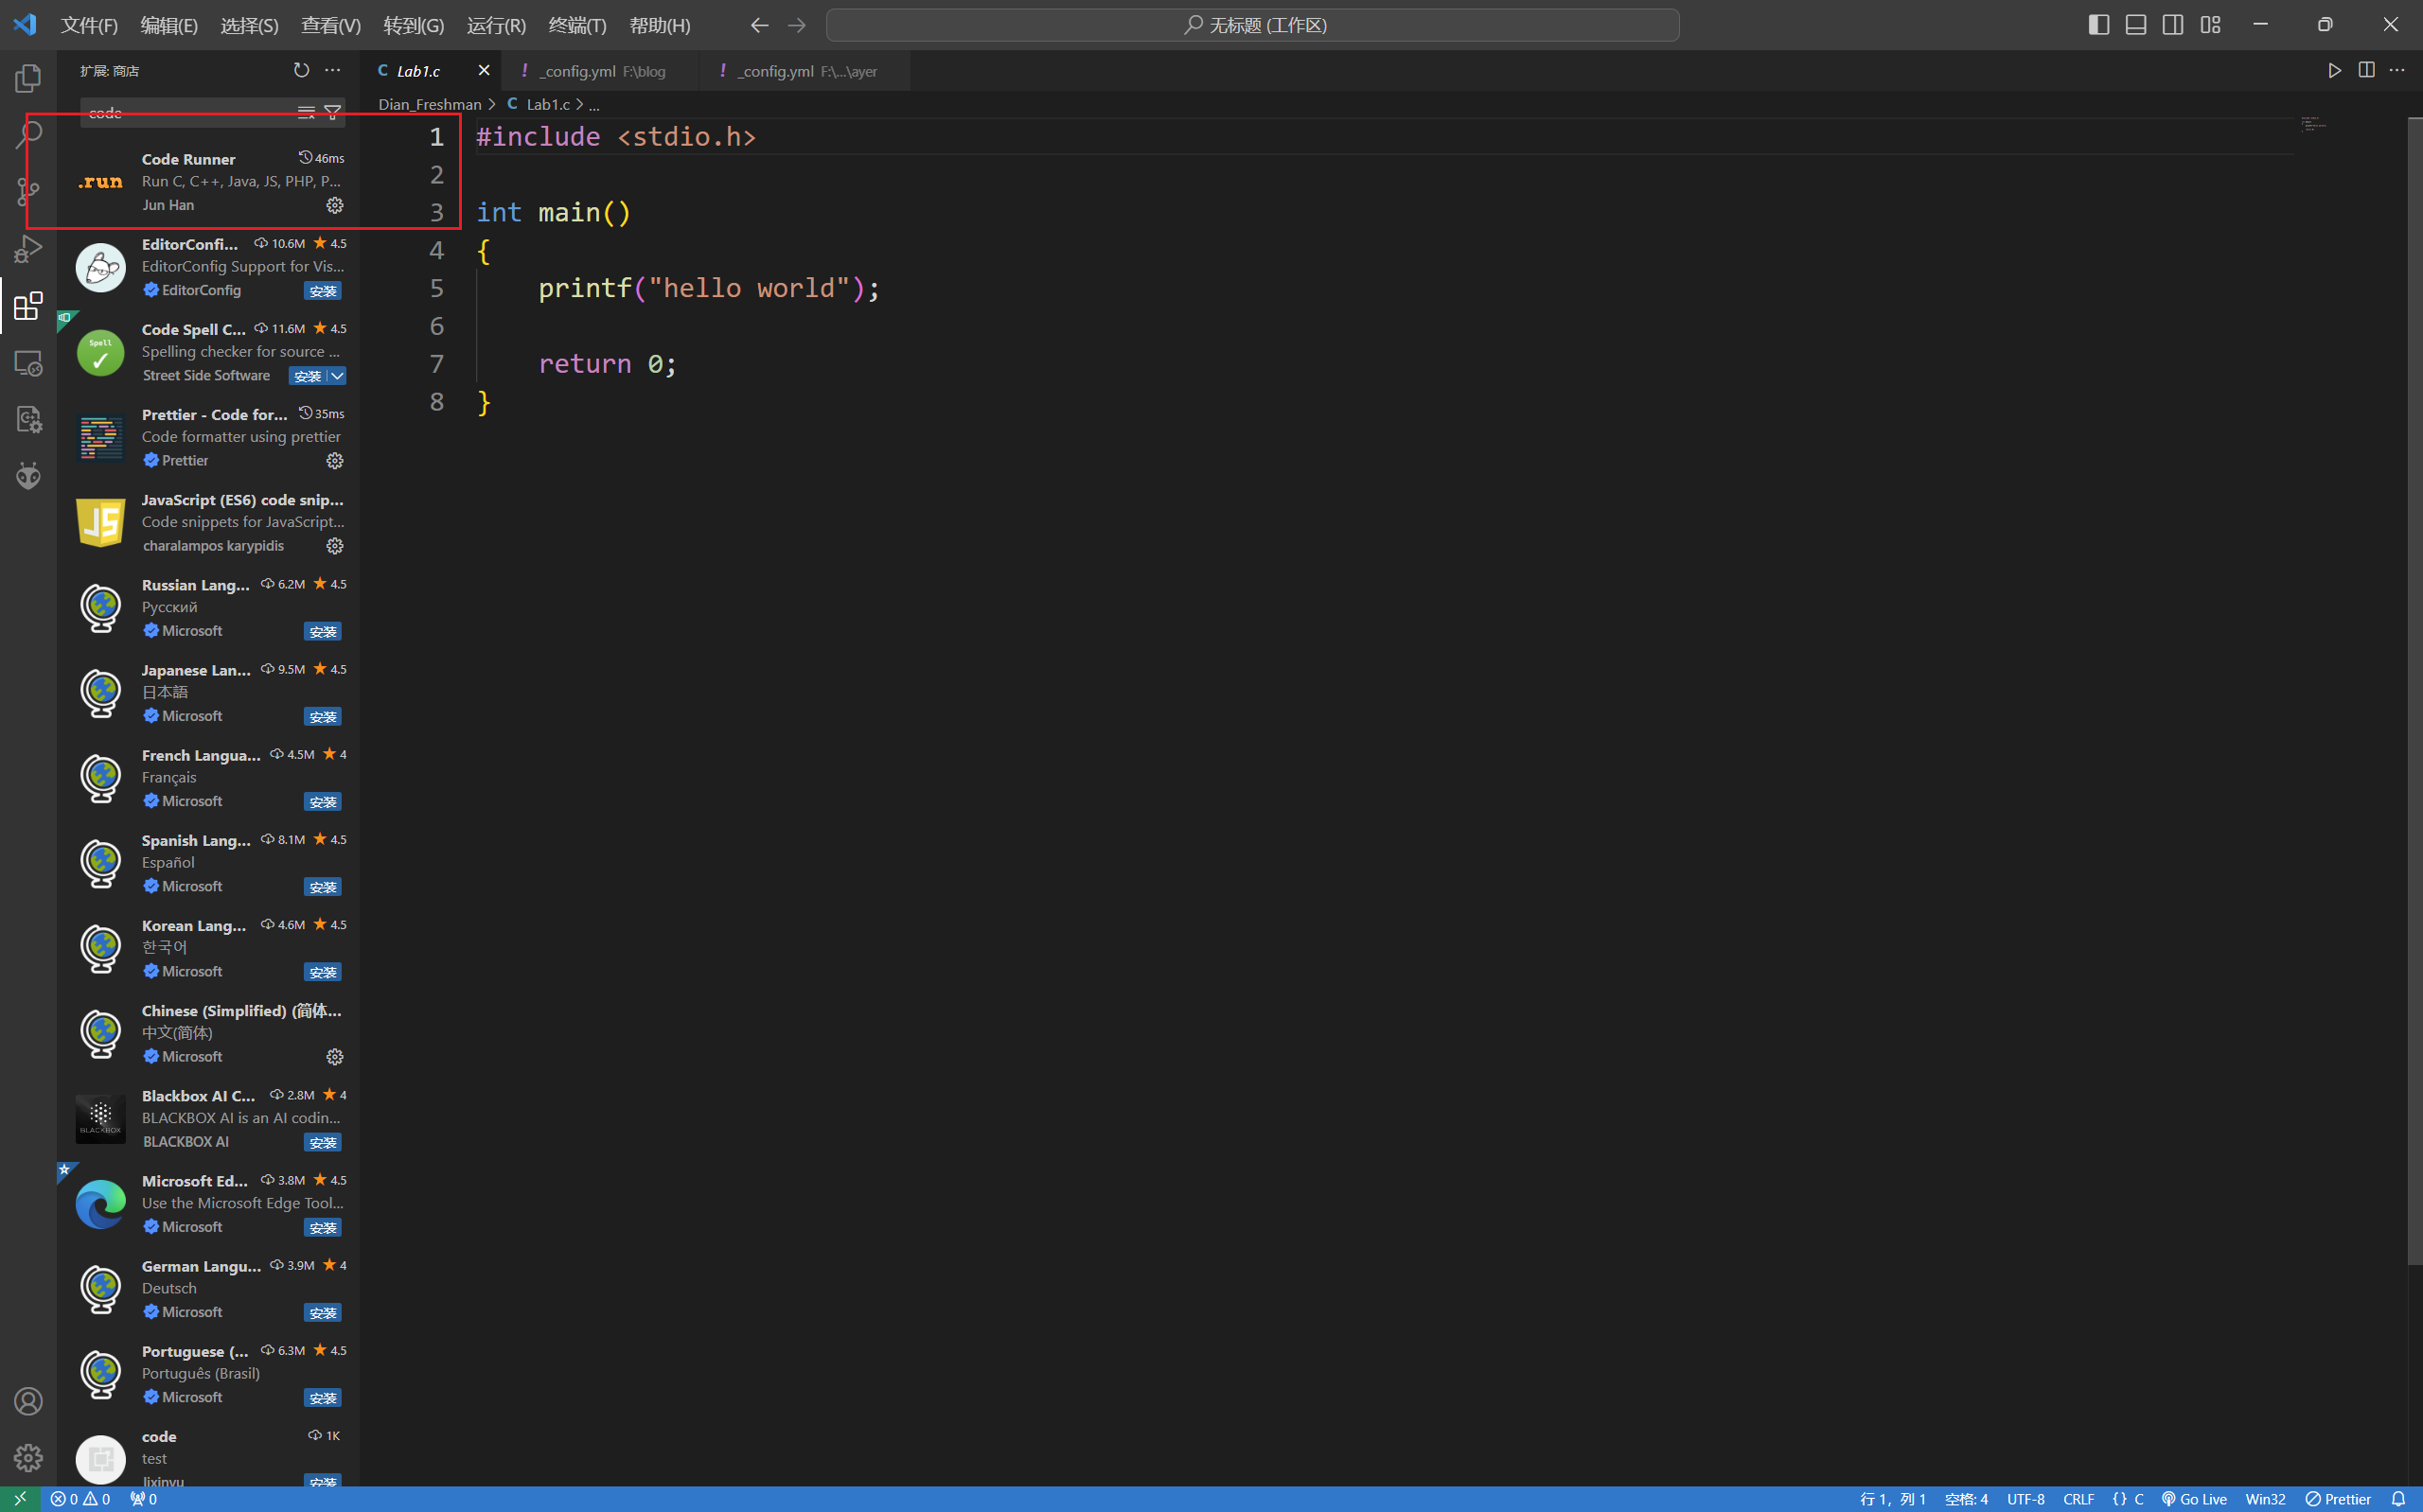 文件(F) 编辑(E) 选择(S) 查看(V) 转到(G) 运行(R) 终端(T) 帮助(H) 无标题 (工作区)
扩展: 商店
code
Code Runner 46ms
Run C, C++, Java, JS, PHP, P...
Jun Han
EditorConfi... 10.6M 4.5
EditorConfig Support for Vis...
EditorConfig 安装
Code Spell C... 11.6M 4.5
Spelling checker for source ...
Street Side Software 安装
Spell
Prettier - Code for... 35ms
Code formatter using prettier
Prettier
JavaScript (ES6) code snip...
Code snippets for JavaScript...
charalampos karypidis
JS
Russian Lang... 6.2M 4.5
Русский
Microsoft 安装
Japanese Lan... 9.5M 4.5
日本語
Microsoft 安装
French Langua... 4.5M 4
Français
Microsoft 安装
Spanish Lang... 8.1M 4.5
Español
Microsoft 安装
Korean Lang... 4.6M 4.5
한국어
Microsoft 安装
Chinese (Simplified) (简体...
中文(简体)
Microsoft
Blackbox AI C... 2.8M 4
BLACKBOX AI is an AI codin...
BLACKBOX AI 安装
BLACKBOX
Microsoft Ed... 3.8M 4.5
Use the Microsoft Edge Tool...
Microsoft 安装
German Langu... 3.9M 4
Deutsch
Microsoft 安装
Portuguese (... 6.3M 4.5
Português (Brasil)
Microsoft 安装
code 1K
test
lixinyu 安装
.run
C Lab1.c ! _config.yml F:\blog ! _config.yml F:\...\ayer
Dian_Freshman > C Lab1.c > ...
1 #include <stdio.h>
2
3 int main()
4 {
5 printf("hello world");
6
7 return 0;
8 }
0 0 0 行 1，列 1 空格: 4 UTF-8 CRLF {} C Go Live Win32 Prettier